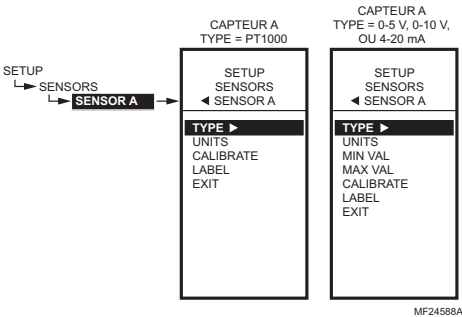 SETUP
SENSORS
SENSOR A
CAPTEUR A
TYPE = PT1000
SETUP
SENSORS
◄ SENSOR A
TYPE ►
UNITS
CALIBRATE
LABEL
EXIT
CAPTEUR A
TYPE = 0-5 V, 0-10 V,
OU 4-20 mA
SETUP
SENSORS
◄ SENSOR A
TYPE ►
UNITS
MIN VAL
MAX VAL
CALIBRATE
LABEL
EXIT
MF24588A